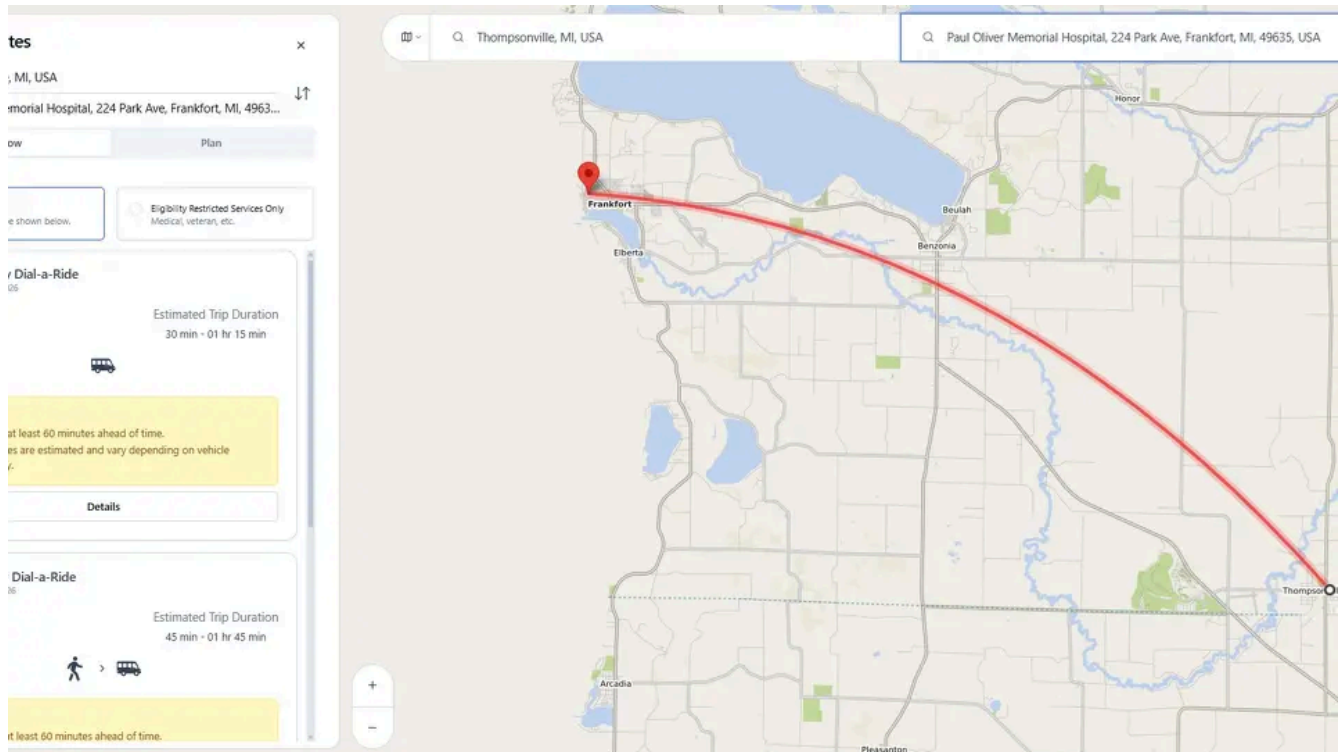 tes
, MI, USA
emorial Hospital, 224 Park Ave, Frankfort, MI, 4963...
ow
Plan
e shown below.
Eligibility Restricted Services Only
Medical, veteran, etc.
y Dial-a-Ride
26
Estimated Trip Duration
30 min - 01 hr 15 min
at least 60 minutes ahead of time.
es are estimated and vary depending on vehicle
y.
Details
Dial-a-Ride
26
Estimated Trip Duration
45 min - 01 hr 45 min
t least 60 minutes ahead of time.
Thompsonville, MI, USA
Paul Oliver Memorial Hospital, 224 Park Ave, Frankfort, MI, 49635, USA
Honor
Frankfort
Beulah
Elberta
Benzonia
Thompson
Arcadia
Pleasanton
+
−